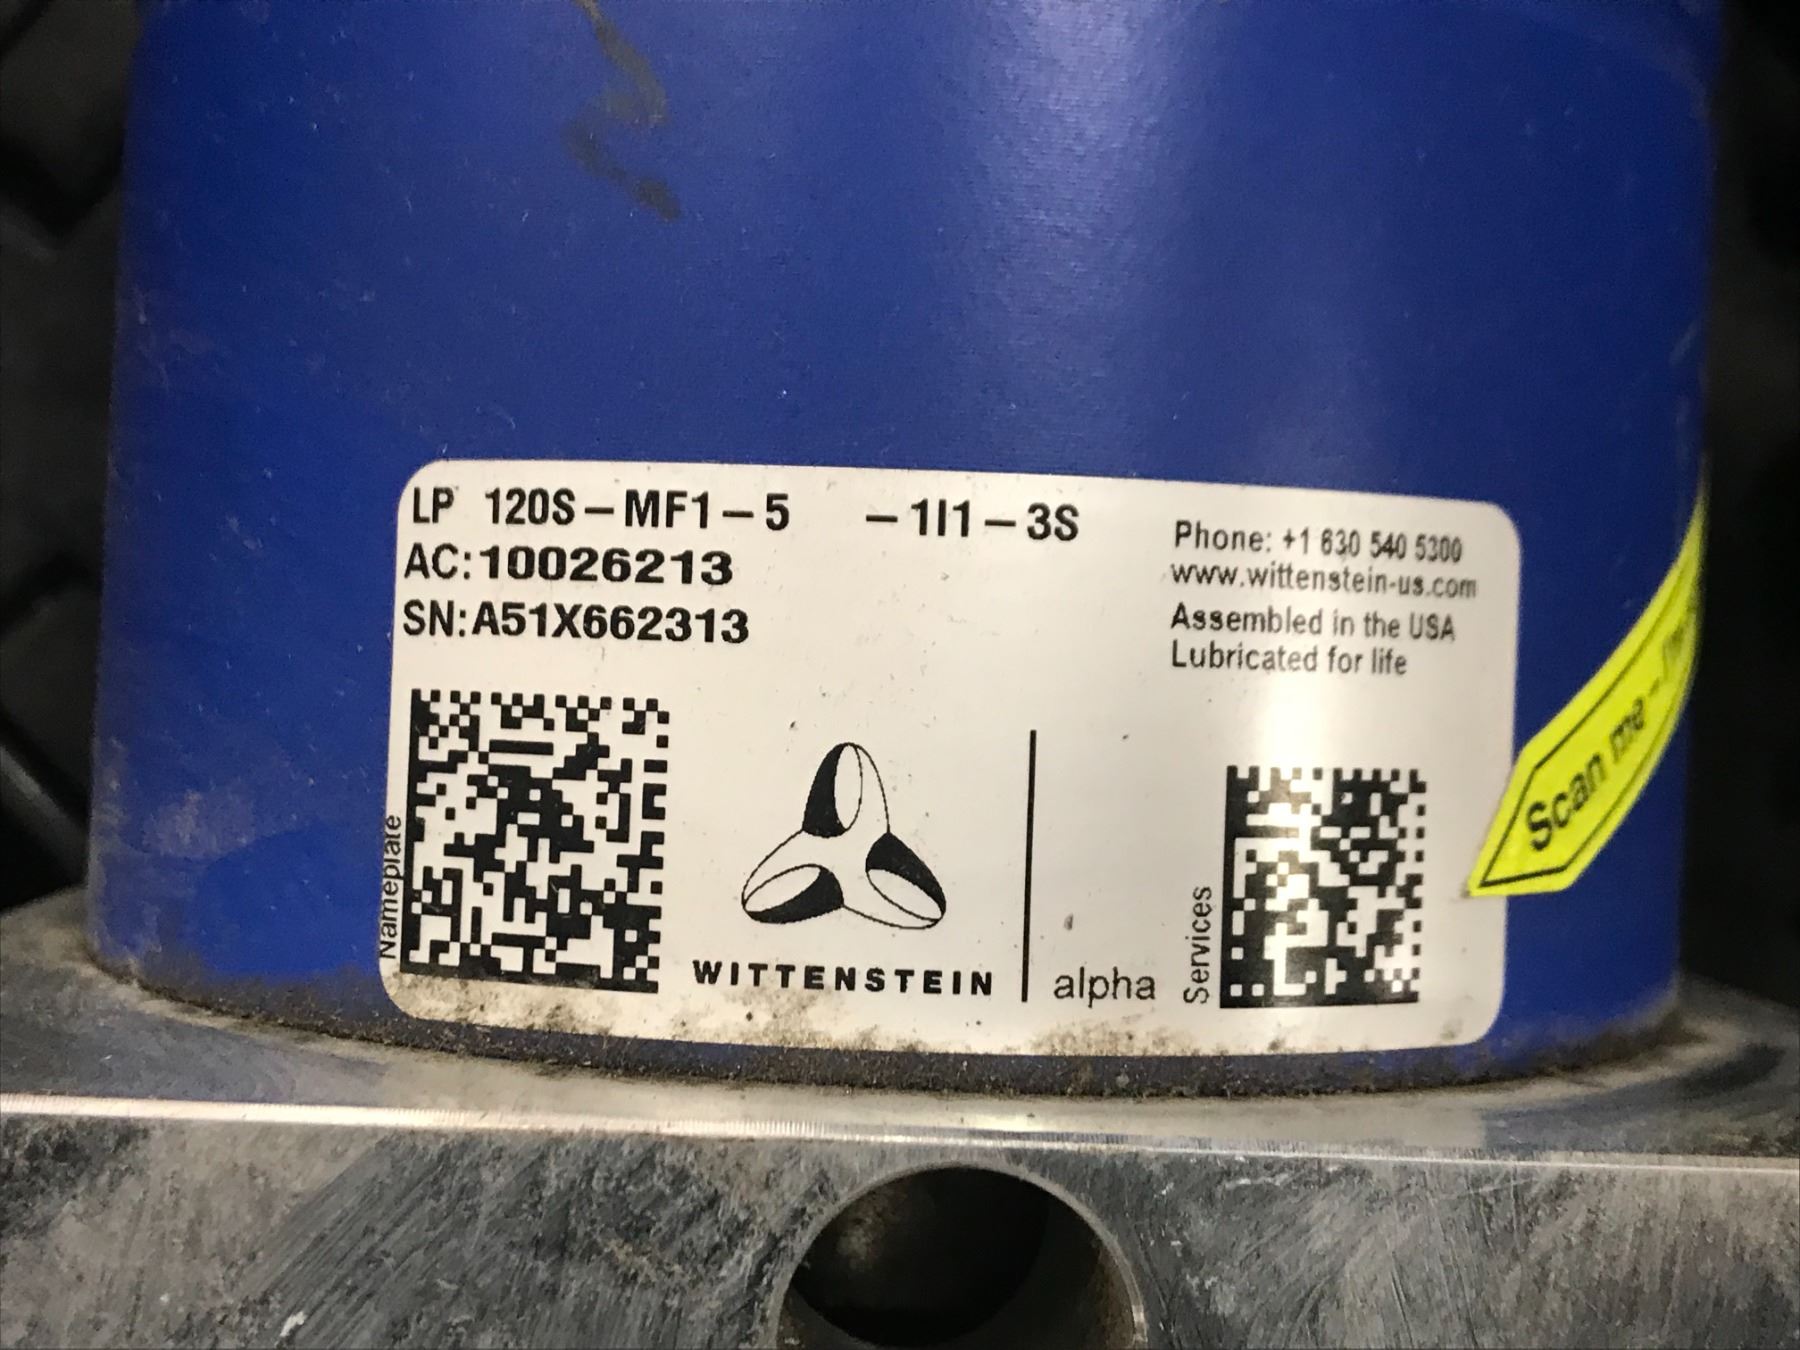 LP 120S-MF1-5 -1I1-3S
AC:10026213
SN:A51X662313
Phone: +1 630 540 5300
www.wittenstein-us.com
Assembled in the USA
Lubricated for life
Nameplate
WITTENSTEIN
alpha
Services
Scan me -